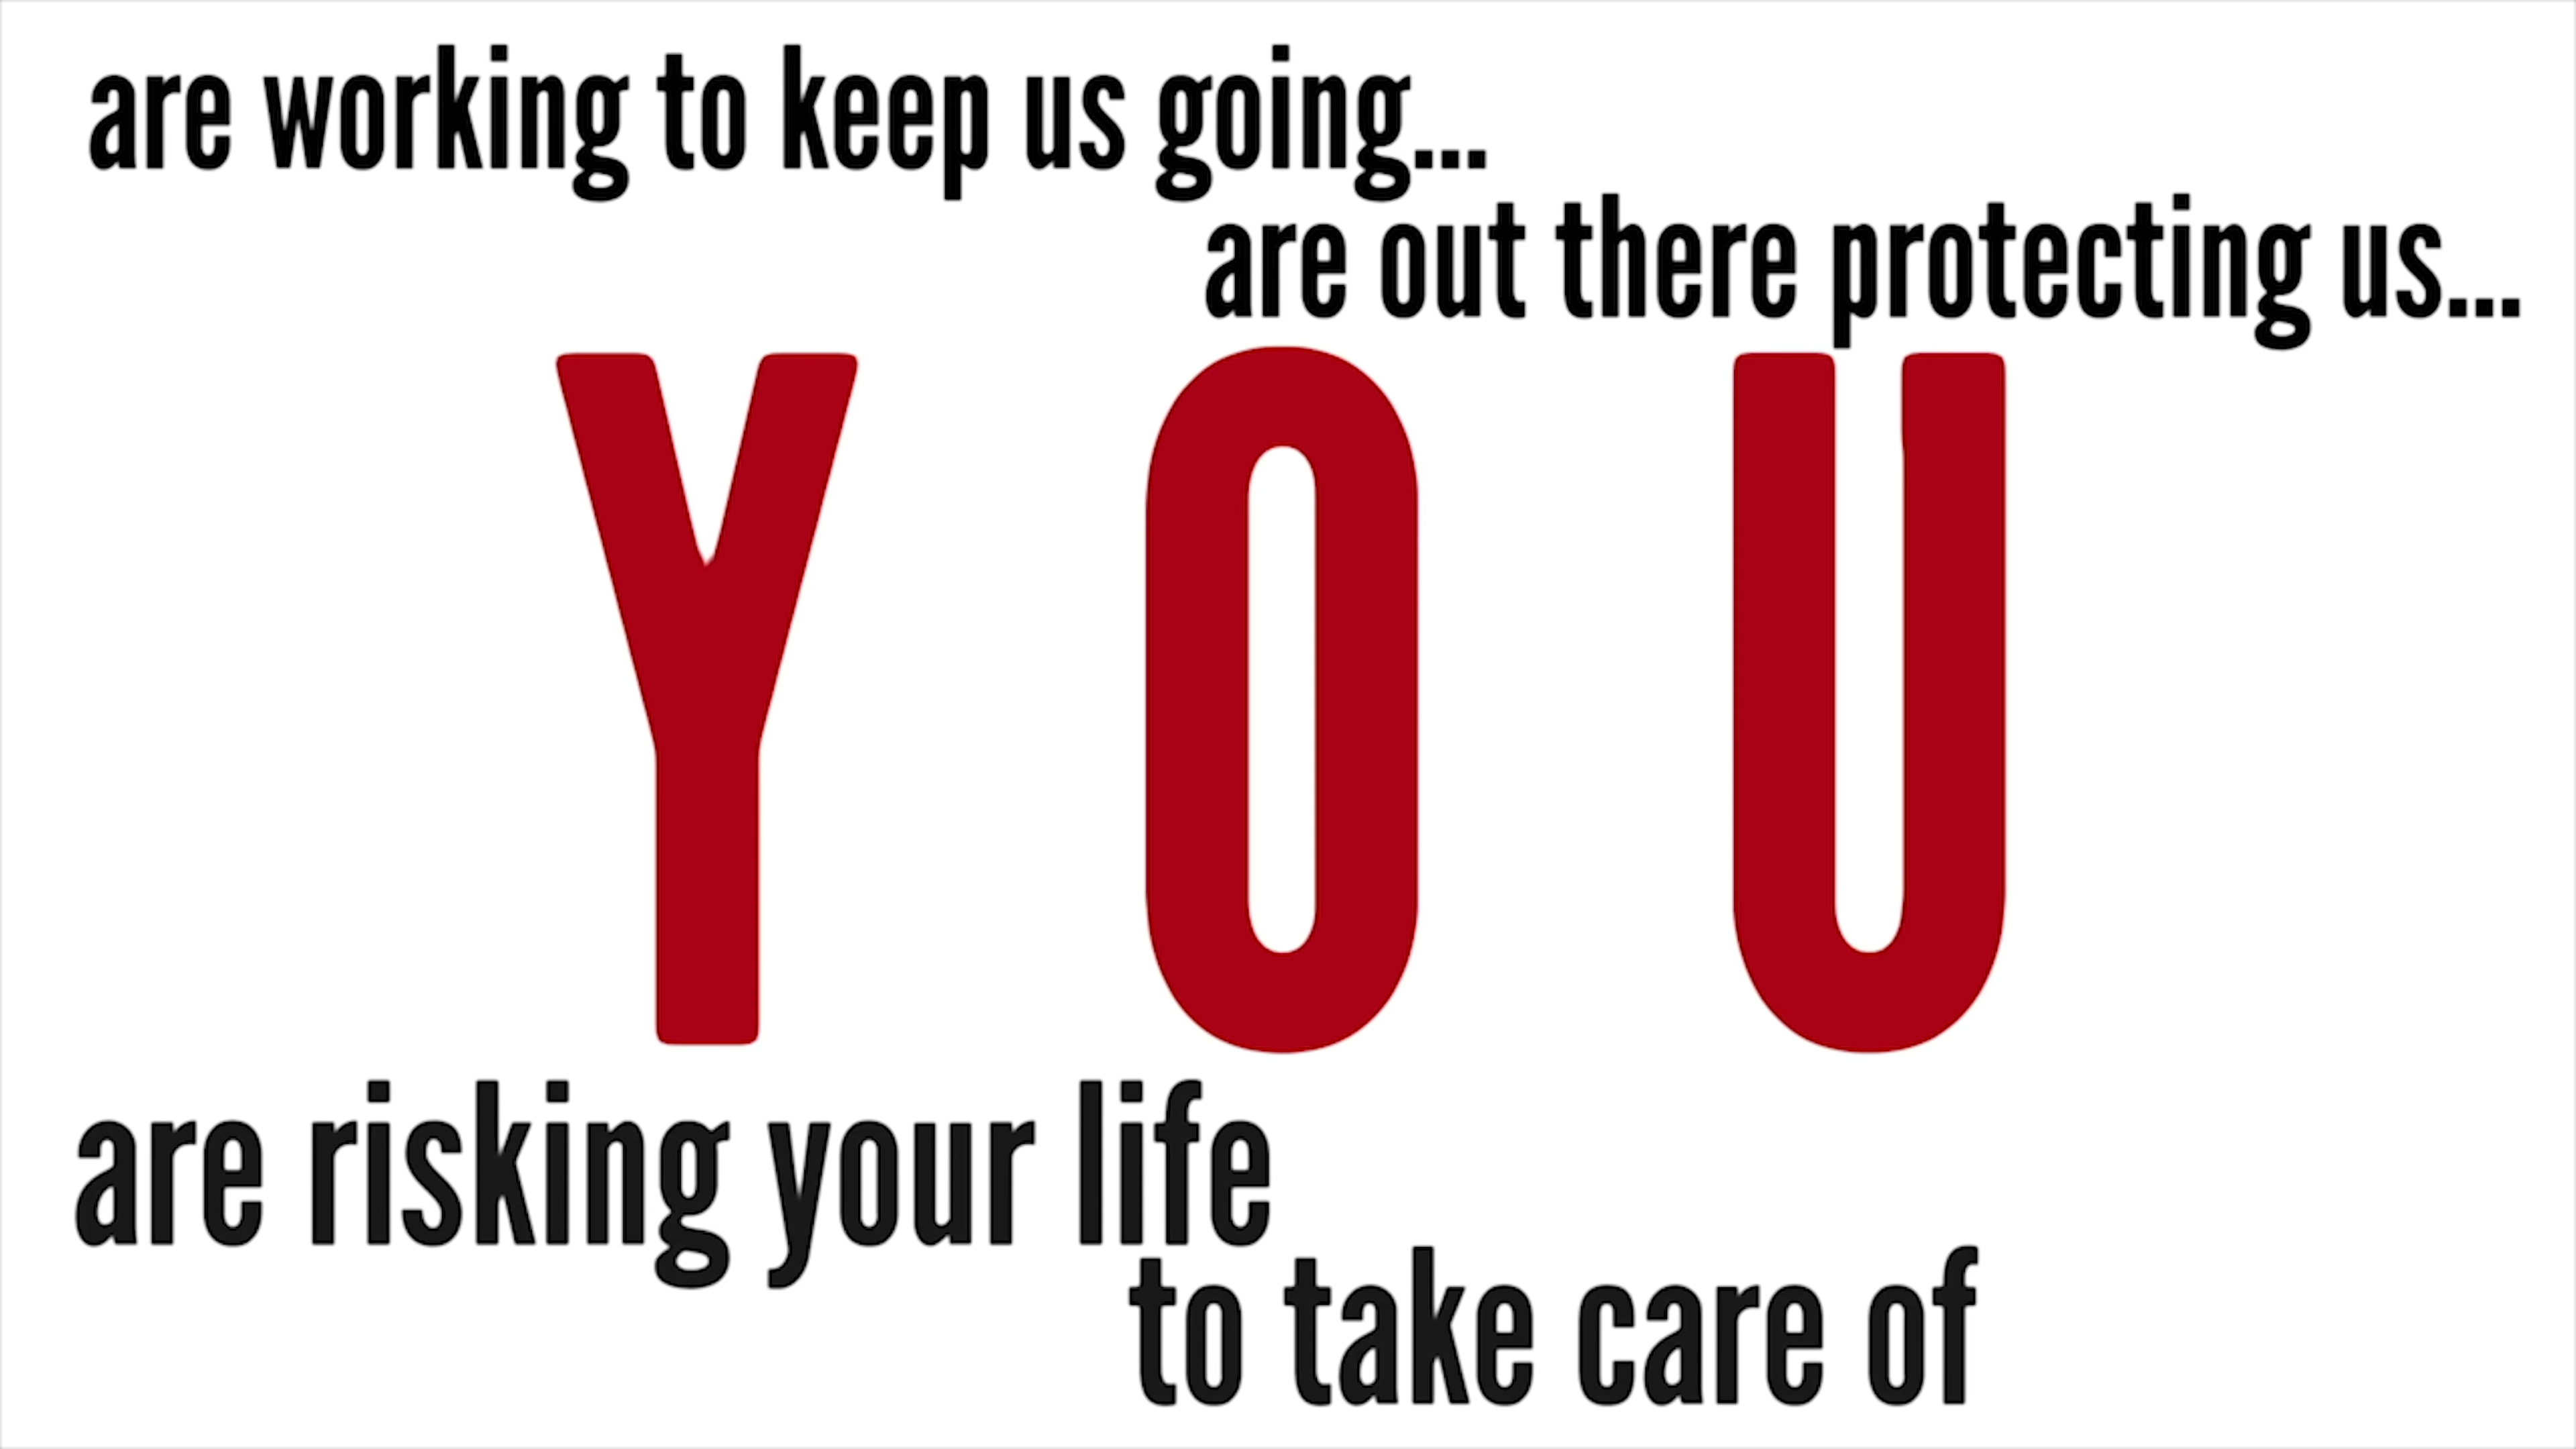 are working to keep us going...
are out there protecting us...
YOU
are risking your life
to take care of